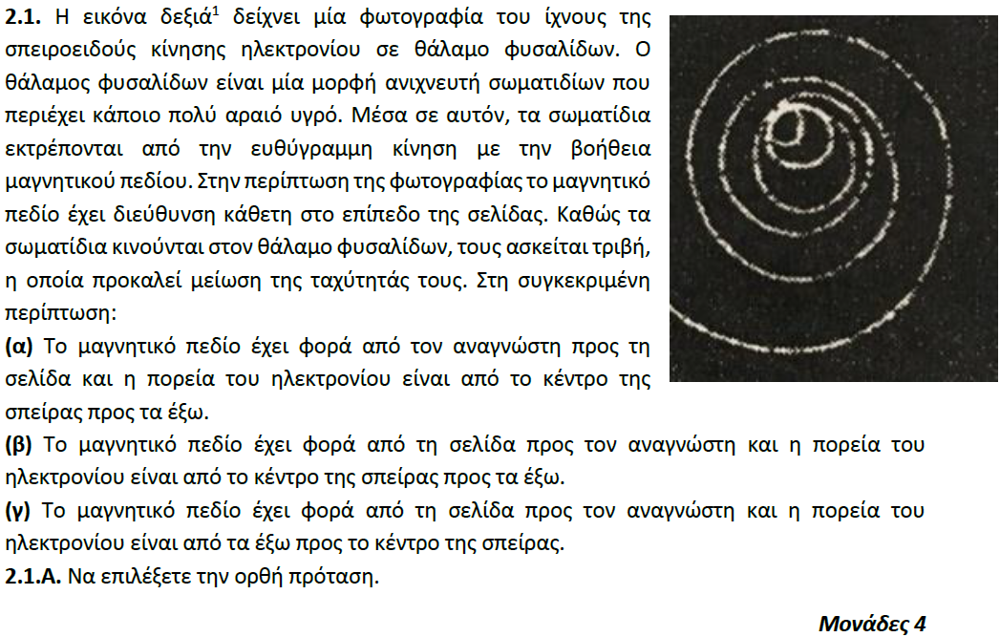 2.1. Η εικόνα δεξιά¹ δείχνει μία φωτογραφία του ίχνους της
σπειροειδούς κίνησης ηλεκτρονίου σε θάλαμο φυσαλίδων. Ο
θάλαμος φυσαλίδων είναι μία μορφή ανιχνευτή σωματιδίων που
περιέχει κάποιο πολύ αραιό υγρό. Μέσα σε αυτόν, τα σωματίδια
εκτρέπονται από την ευθύγραμμη κίνηση με την βοήθεια
μαγνητικού πεδίου. Στην περίπτωση της φωτογραφίας το μαγνητικό
πεδίο έχει διεύθυνση κάθετη στο επίπεδο της σελίδας. Καθώς τα
σωματίδια κινούνται στον θάλαμο φυσαλίδων, τους ασκείται τριβή,
η οποία προκαλεί μείωση της ταχύτητάς τους. Στη συγκεκριμένη
περίπτωση:
(α) Το μαγνητικό πεδίο έχει φορά από τον αναγνώστη προς τη
σελίδα και η πορεία του ηλεκτρονίου είναι από το κέντρο της
σπείρας προς τα έξω.
(β) Το μαγνητικό πεδίο έχει φορά από τη σελίδα προς τον αναγνώστη και η πορεία του
ηλεκτρονίου είναι από το κέντρο της σπείρας προς τα έξω.
(γ) Το μαγνητικό πεδίο έχει φορά από τη σελίδα προς τον αναγνώστη και η πορεία του
ηλεκτρονίου είναι από τα έξω προς το κέντρο της σπείρας.
2.1.Α. Να επιλέξετε την ορθή πρόταση.
Μονάδες 4